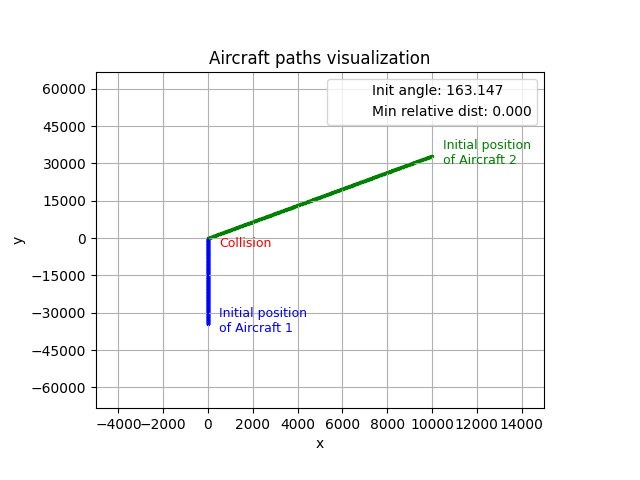 Aircraft paths visualization
Init angle: 163.147
Min relative dist: 0.000
60000
45000
30000
15000
0
−15000
−30000
−45000
−60000
y
Initial position
of Aircraft 2
Collision
Initial position
of Aircraft 1
−4000 −2000 0 2000 4000 6000 8000 10000 12000 14000
x